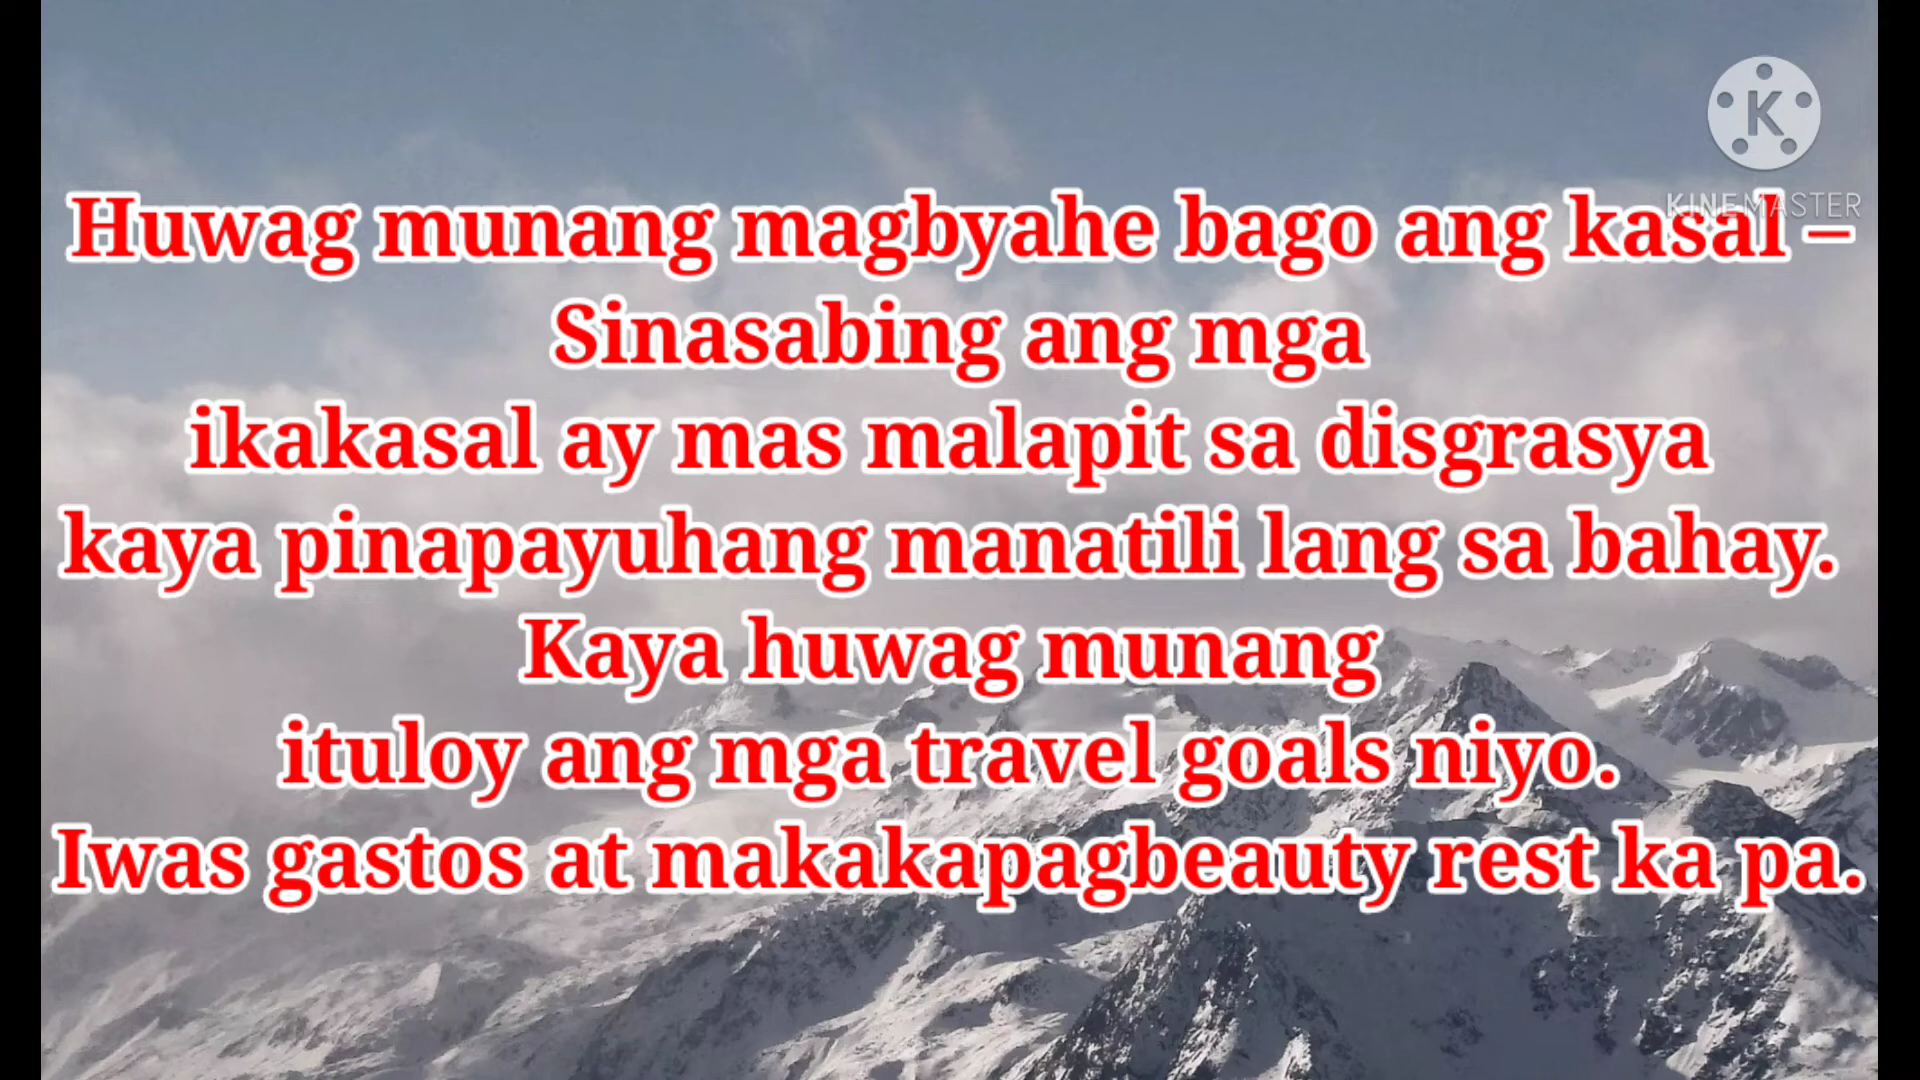 K
KINEMASTER
Huwag munang magbyahe bago ang kasal –
Sinasabing ang mga
ikakasal ay mas malapit sa disgrasya
kaya pinapayuhang manatili lang sa bahay.
Kaya huwag munang
ituloy ang mga travel goals niyo.
Iwas gastos at makakapagbeauty rest ka pa.